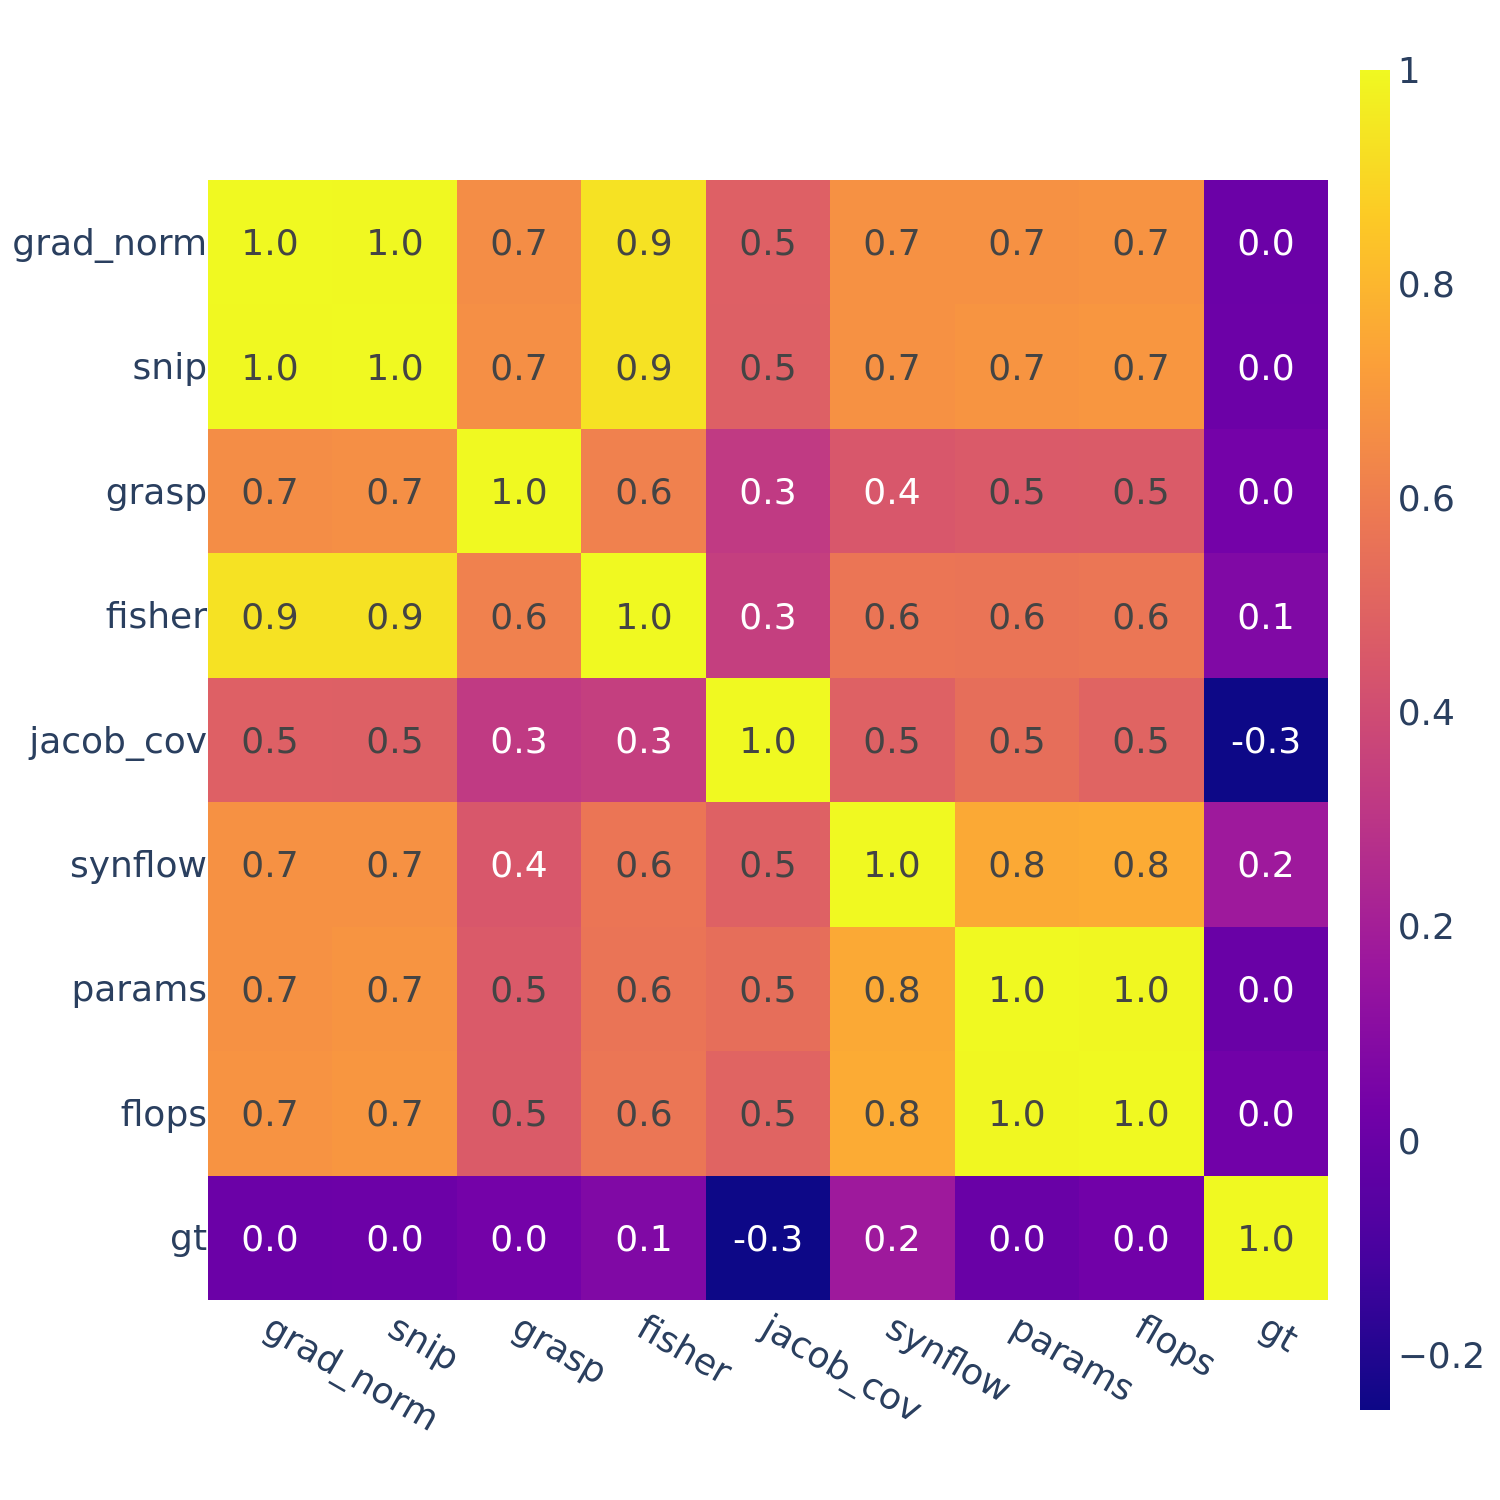 grad_norm 1.0 1.0 0.7 0.9 0.5 0.7 0.7 0.7 0.0
snip 1.0 1.0 0.7 0.9 0.5 0.7 0.7 0.7 0.0
grasp 0.7 0.7 1.0 0.6 0.3 0.4 0.5 0.5 0.0
fisher 0.9 0.9 0.6 1.0 0.3 0.6 0.6 0.6 0.1
jacob_cov 0.5 0.5 0.3 0.3 1.0 0.5 0.5 0.5 -0.3
synflow 0.7 0.7 0.4 0.6 0.5 1.0 0.8 0.8 0.2
params 0.7 0.7 0.5 0.6 0.5 0.8 1.0 1.0 0.0
flops 0.7 0.7 0.5 0.6 0.5 0.8 1.0 1.0 0.0
gt 0.0 0.0 0.0 0.1 -0.3 0.2 0.0 0.0 1.0
grad_norm snip grasp fisher jacob_cov synflow params flops gt
1
0.8
0.6
0.4
0.2
0
−0.2